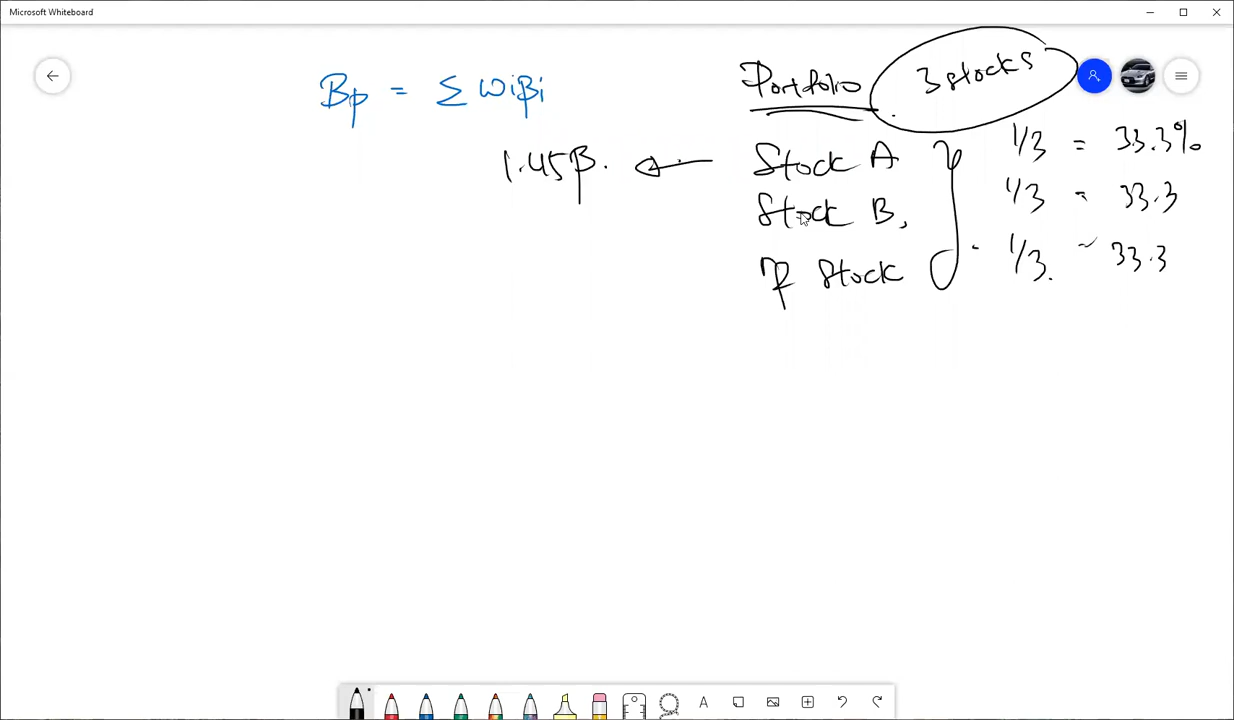 Microsoft Whiteboard
Bp = Σ wiβi
Portfolio 3 stocks
1.45β. ← Stock A 1/3 = 33.3%
Stock B, 1/3 = 33.3
Stock 1/3. ~ 33.3
A